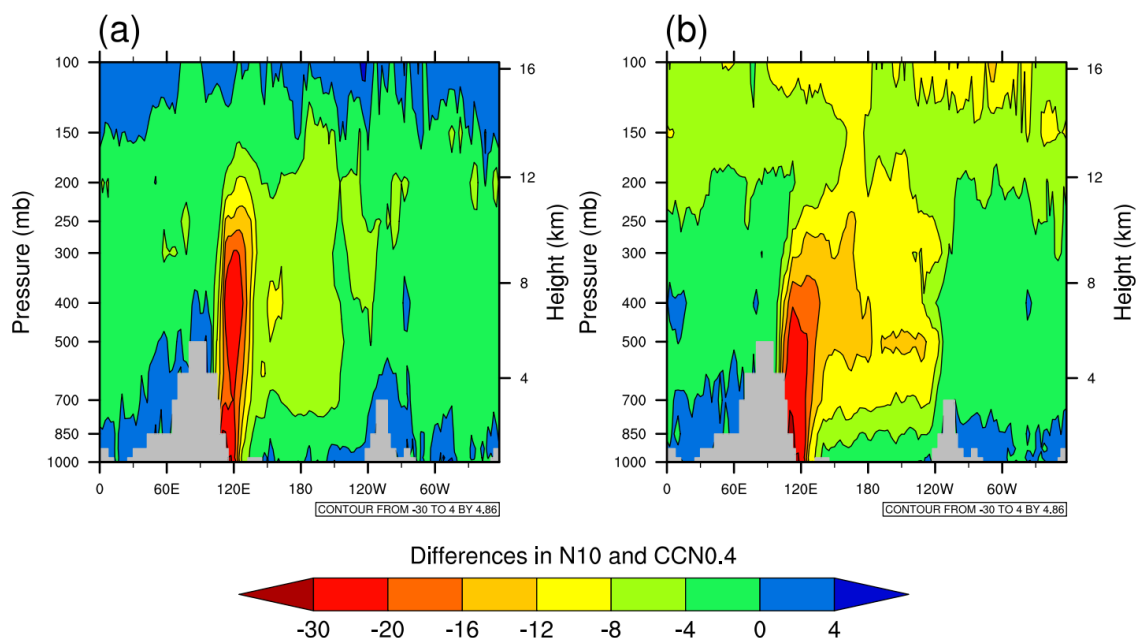 (a)
(b)
100
150
200
250
300
400
500
700
850
1000
Pressure (mb)
16
12
8
4
Height (km)
0
60E
120E
180
120W
60W
CONTOUR FROM -30 TO 4 BY 4.86
100
150
200
250
300
400
500
700
850
1000
Pressure (mb)
16
12
8
4
Height (km)
0
60E
120E
180
120W
60W
CONTOUR FROM -30 TO 4 BY 4.86
Differences in N10 and CCN0.4
-30 -20 -16 -12 -8 -4 0 4